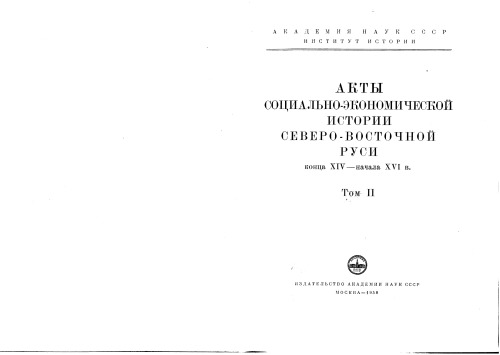 АКАДЕМИЯ НАУК СССР
ИНСТИТУТ ИСТОРИИ
АКТЫ
СОЦИАЛЬНО-ЭКОНОМИЧЕСКОЙ
ИСТОРИИ
СЕВЕРО-ВОСТОЧНОЙ
РУСИ
конца XIV — начала XVI в.
Том II
ИЗДАТЕЛЬСТВО АКАДЕМИИ НАУК СССР
МОСКВА — 1958